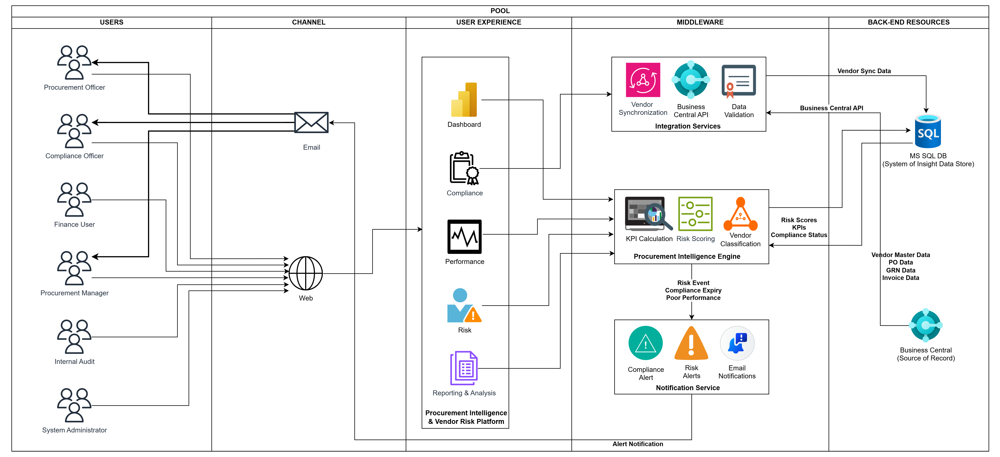 POOL
USERS
CHANNEL
USER EXPERIENCE
MIDDLEWARE
BACK-END RESOURCES
Procurement Officer
Compliance Officer
Finance User
Procurement Manager
Internal Audit
System Administrator
Email
Web
Dashboard
Compliance
Performance
Risk
Reporting & Analysis
Procurement Intelligence
& Vendor Risk Platform
Vendor
Synchronization
Business
Central API
Data
Validation
Integration Services
KPI Calculation
Risk Scoring
Vendor
Classification
Procurement Intelligence Engine
Risk Event
Compliance Expiry
Poor Performance
Compliance
Alert
Risk
Alerts
Email
Notifications
Notification Service
Alert Notification
Vendor Sync Data
Business Central API
SQL
MS SQL DB
(System of Insight Data Store)
Risk Scores
KPIs
Compliance Status
Vendor Master Data
PO Data
GRN Data
Invoice Data
Business Central
(Source of Record)